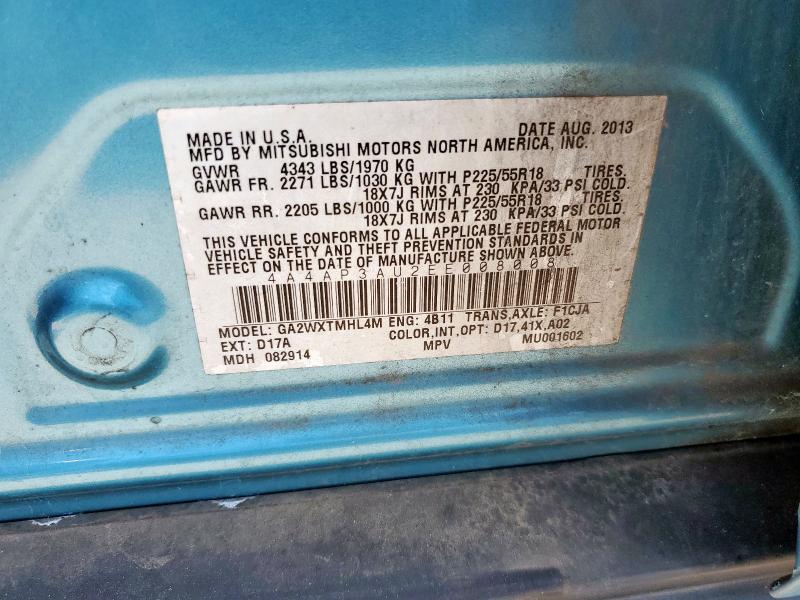 MADE IN U.S.A. DATE AUG. 2013
MFD BY MITSUBISHI MOTORS NORTH AMERICA, INC.
GVWR 4343 LBS/1970 KG
GAWR FR. 2271 LBS/1030 KG WITH P225/55R18 TIRES.
18X7J RIMS AT 230 KPA/33 PSI COLD.
GAWR RR. 2205 LBS/1000 KG WITH P225/55R18 TIRES.
18X7J RIMS AT 230 KPA/33 PSI COLD.
THIS VEHICLE CONFORMS TO ALL APPLICABLE FEDERAL MOTOR
VEHICLE SAFETY AND THEFT PREVENTION STANDARDS IN
EFFECT ON THE DATE OF MANUFACTURE SHOWN ABOVE.
4A4AP3AU2EE008008
MODEL: GA2WXTMHL4M ENG: 4B11 TRANS,AXLE: F1CJA
EXT: D17A COLOR,INT,OPT: D17,41X,A02
MDH 082914 MPV MU001602